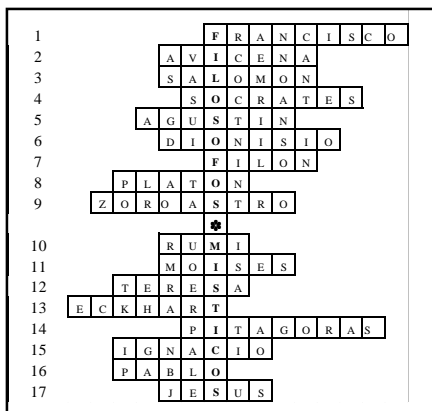 1 FRANCISCO
2 AVICENA
3 SALOMON
4 SOCRATES
5 AGUSTIN
6 DIONISIO
7 FILON
8 PLATON
9 ZOROASTRO
✽
10 RUMI
11 MOISES
12 TERESA
13 ECKHART
14 PITAGORAS
15 IGNACIO
16 PABLO
17 JESUS